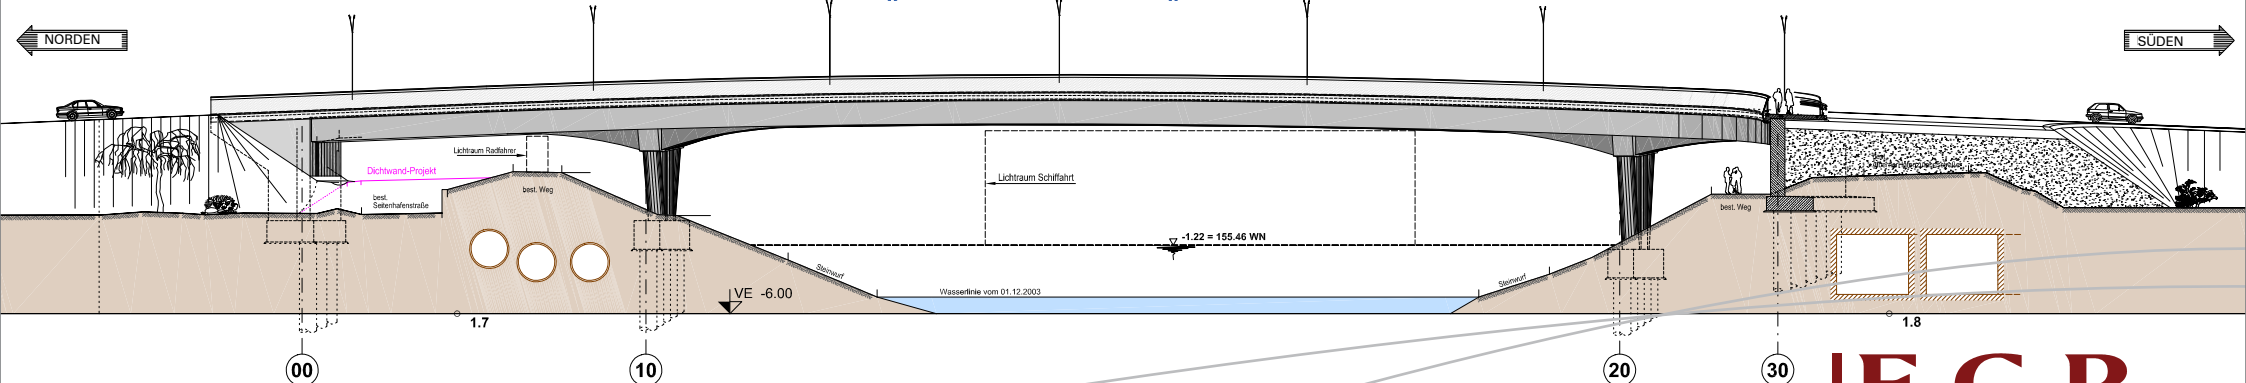 NORDEN
SÜDEN
Lichtraum Radfahrer
Dichtwand-Projekt
Lichtraum Schiffahrt
best. Weg
best.
Seitenhafenstraße
best. Weg
-1.22 = 155.46 WN
Steinwurf
Steinwurf
Wasserlinie vom 01.12.2003
VE -6.00
1.7
1.8
00
10
20
30